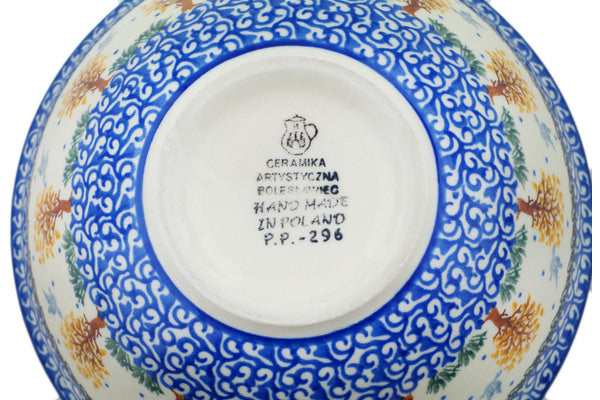 CERAMIKA
ARTYSTYCZNA
BOLESŁAWIEC
HAND MADE
IN POLAND
P.P.-296